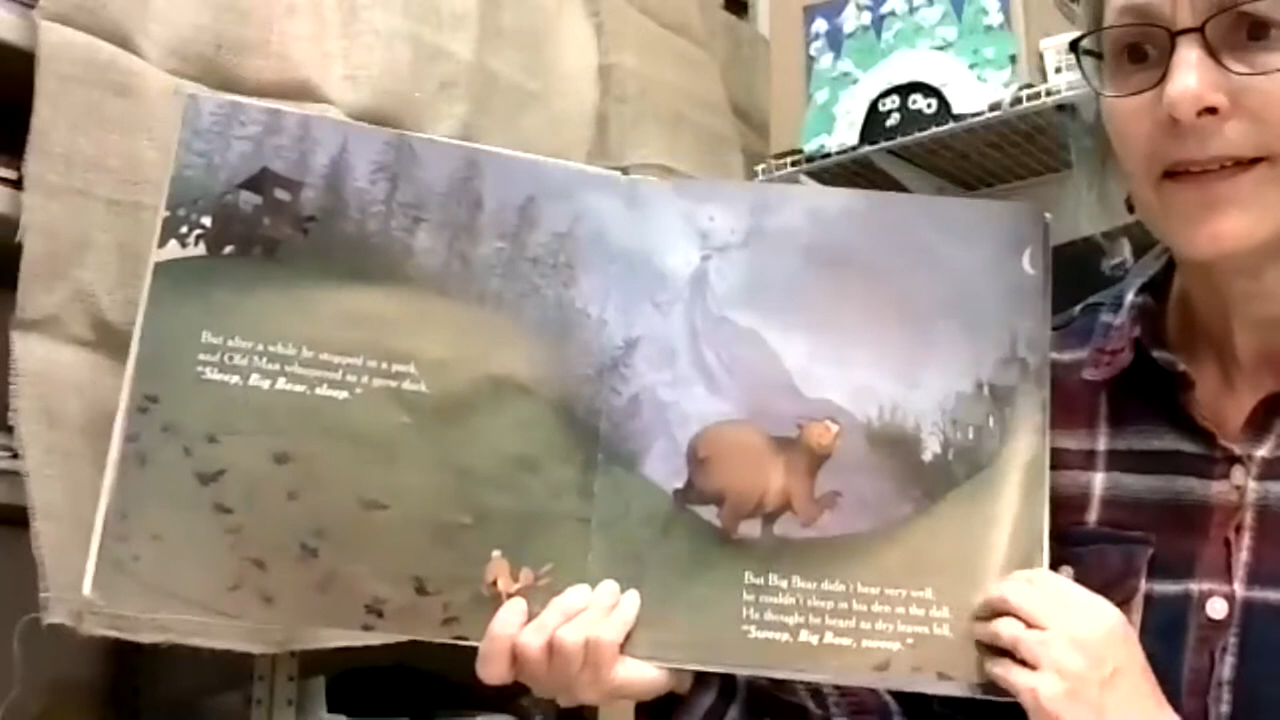 But after a while he stopped in a park,
and Old Man whispered as it grew dark,
"Sleep, Big Bear, sleep."
But Big Bear didn't hear very well;
he couldn't sleep in his den in the dell.
He thought he heard as dry leaves fell,
"Sweep, Big Bear, sweep."